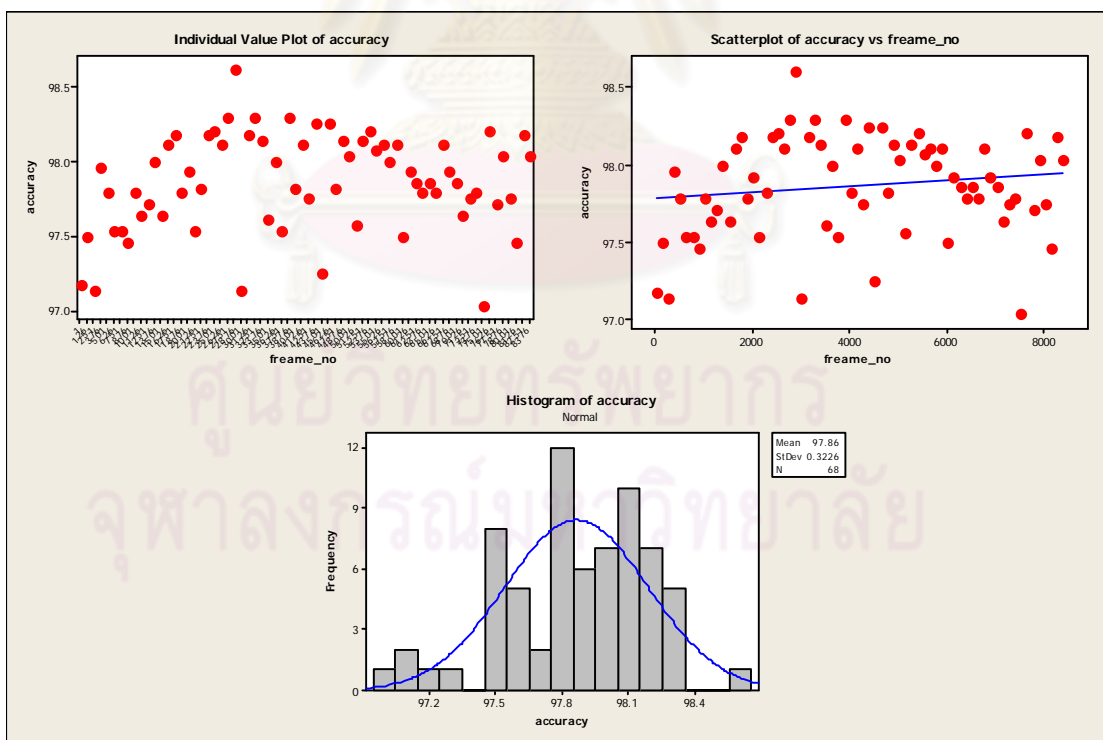 Individual Value Plot of accuracy
98.5
98.0
97.5
97.0
accuracy
freame_no
Scatterplot of accuracy vs freame_no
98.5
98.0
97.5
97.0
accuracy
0 2000 4000 6000 8000
freame_no
Histogram of accuracy
Normal
12
9
6
3
0
Frequency
97.2 97.5 97.8 98.1 98.4
accuracy
Mean 97.86
StDev 0.3226
N 68
ศูนย์วิทยทรัพยากร
จุฬาลงกรณ์มหาวิทยาลัย